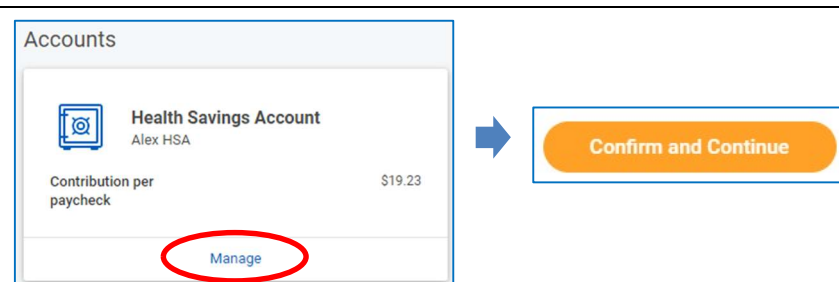 Accounts
Health Savings Account
Alex HSA
Contribution per
paycheck
$19.23
Manage
Confirm and Continue